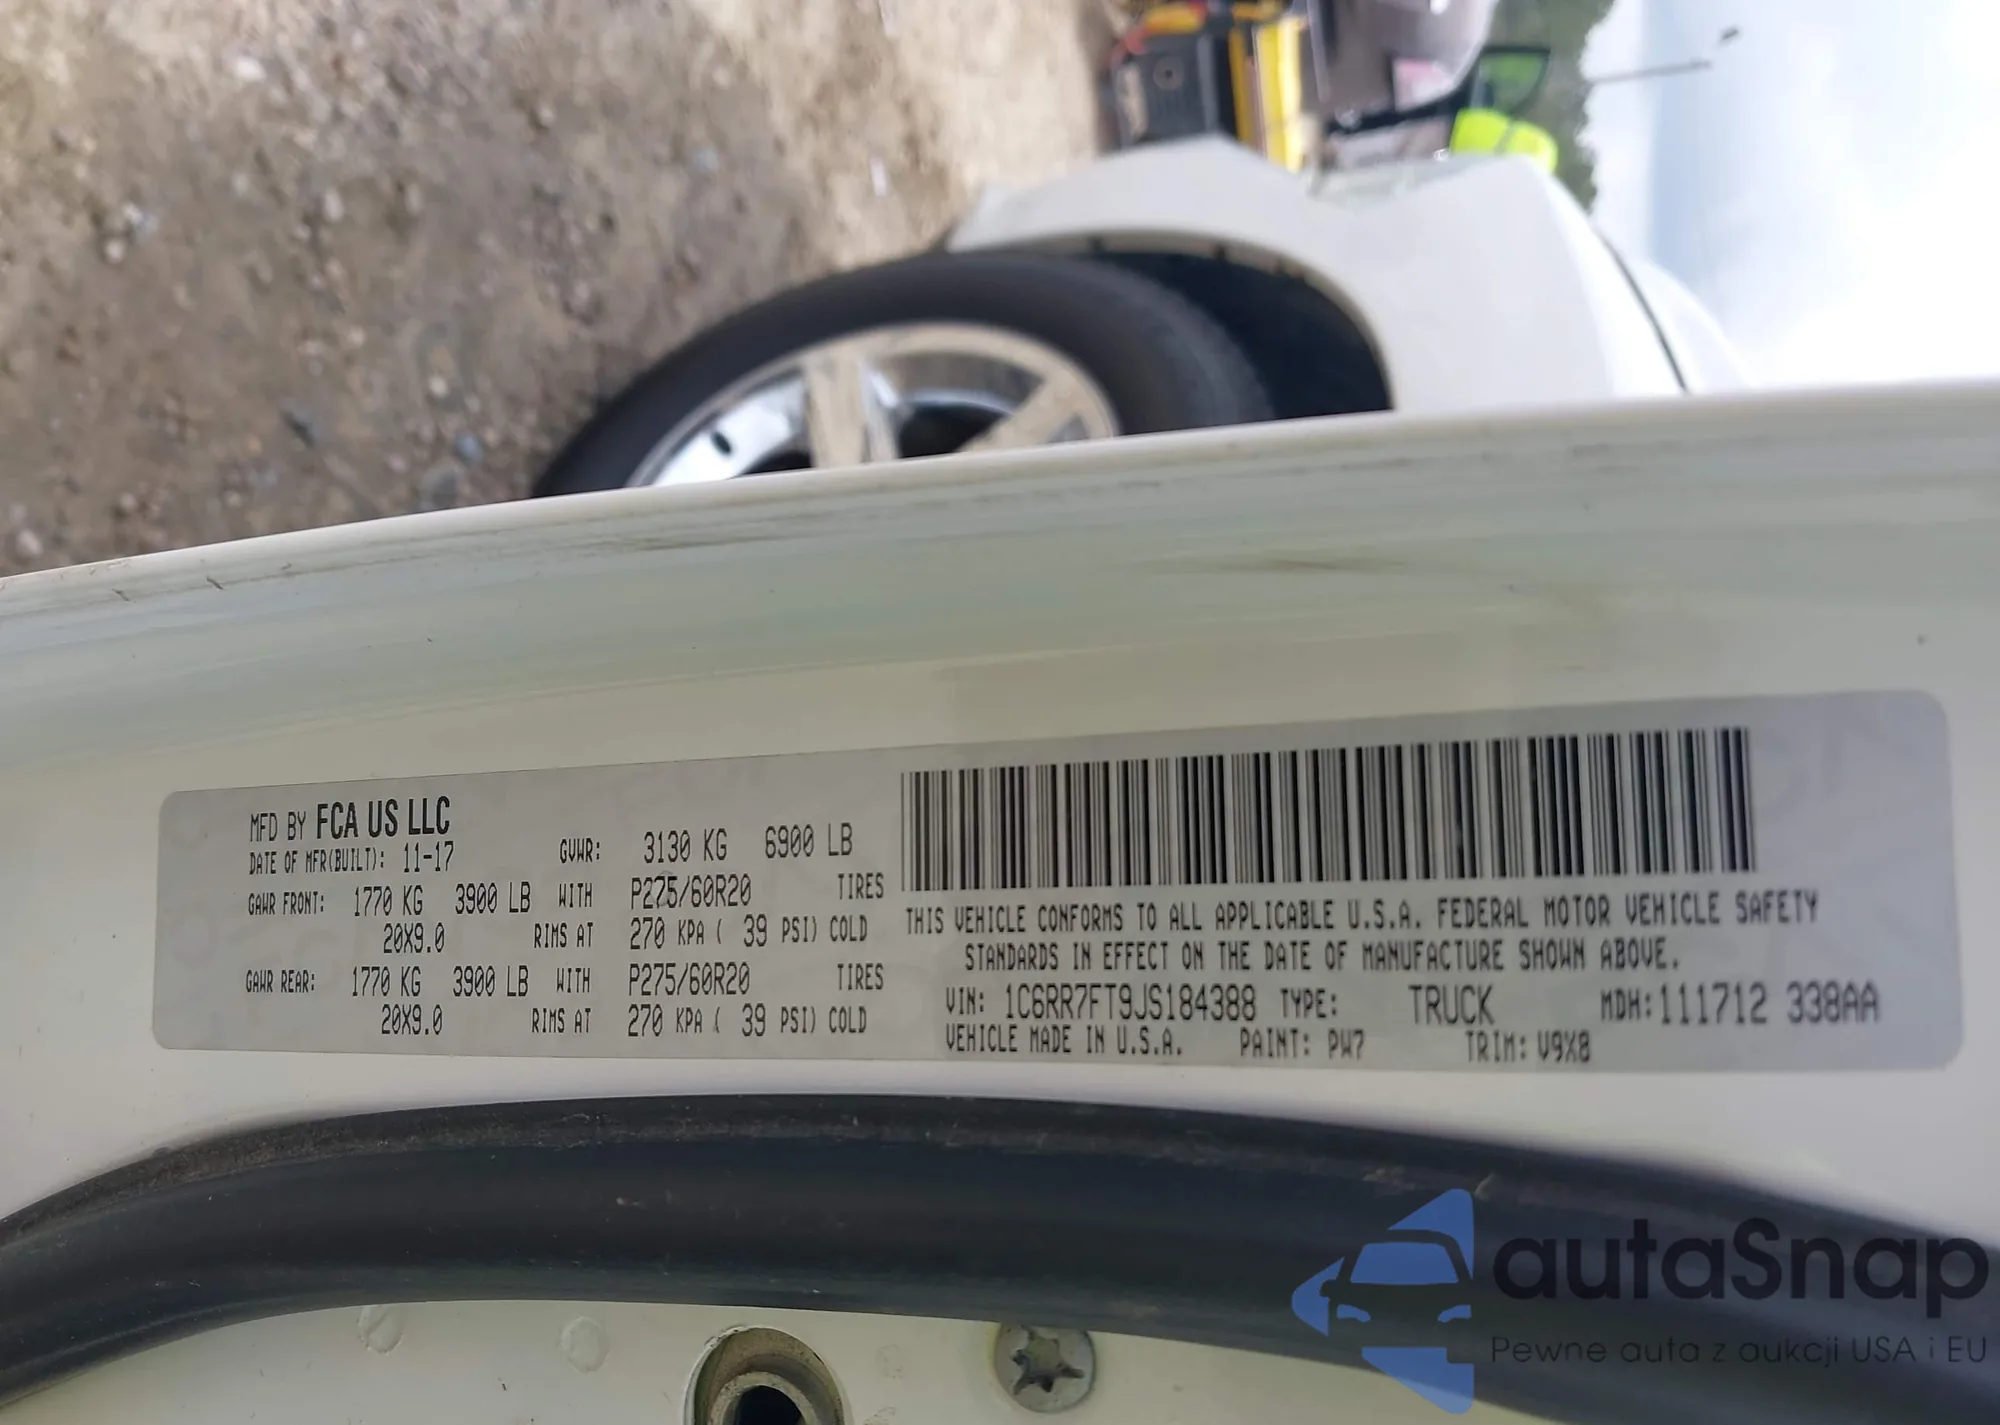 MFD BY FCA US LLC
DATE OF MFR(BUILT): 11-17 GVWR: 3130 KG 6900 LB
GAWR FRONT: 1770 KG 3900 LB WITH P275/60R20 TIRES
20X9.0 RIMS AT 270 KPA ( 39 PSI) COLD
GAWR REAR: 1770 KG 3900 LB WITH P275/60R20 TIRES
20X9.0 RIMS AT 270 KPA ( 39 PSI) COLD
THIS VEHICLE CONFORMS TO ALL APPLICABLE U.S.A. FEDERAL MOTOR VEHICLE SAFETY
STANDARDS IN EFFECT ON THE DATE OF MANUFACTURE SHOWN ABOVE.
VIN: 1C6RR7FT9JS184388 TYPE: TRUCK MDH:111712 338AA
VEHICLE MADE IN U.S.A. PAINT: PW7 TRIM: V9X8
autaSnap
Pewne auta z aukcji USA i EU